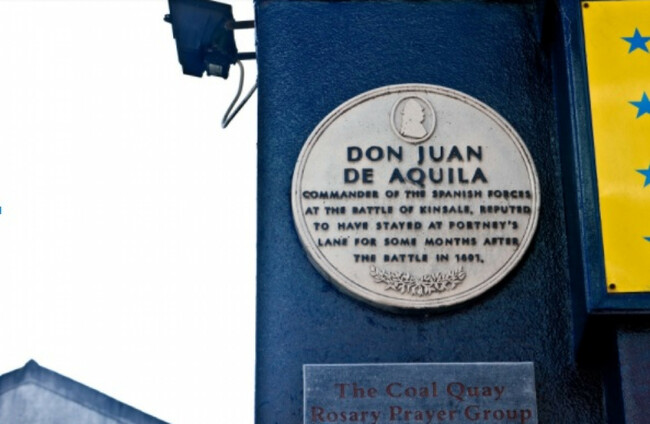 DON JUAN
DE AQUILA
COMMANDER OF THE SPANISH FORCES
AT THE BATTLE OF KINSALE, REPUTED
TO HAVE STAYED AT PORTNEY'S
LANE FOR SOME MONTHS AFTER
THE BATTLE IN 1601.
The Coal Quay
Rosary Prayer Group